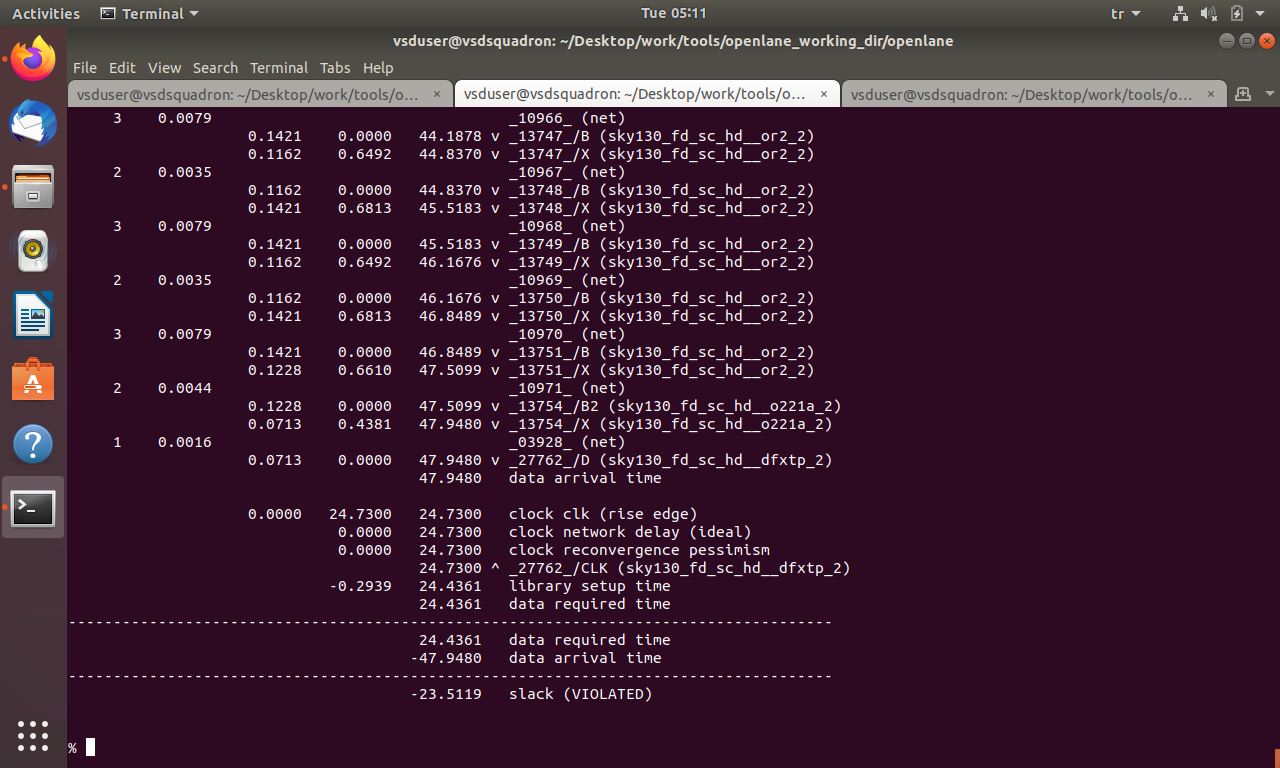 Activities Terminal Tue 05:11 tr
vsduser@vsdsquadron: ~/Desktop/work/tools/openlane_working_dir/openlane
File Edit View Search Terminal Tabs Help
vsduser@vsdsquadron: ~/Desktop/work/tools/o... × vsduser@vsdsquadron: ~/Desktop/work/tools/o... × vsduser@vsdsquadron: ~/Desktop/work/tools/o... ×
3 0.0079 _10966_ (net)
0.1421 0.0000 44.1878 v _13747_/B (sky130_fd_sc_hd__or2_2)
0.1162 0.6492 44.8370 v _13747_/X (sky130_fd_sc_hd__or2_2)
2 0.0035 _10967_ (net)
0.1162 0.0000 44.8370 v _13748_/B (sky130_fd_sc_hd__or2_2)
0.1421 0.6813 45.5183 v _13748_/X (sky130_fd_sc_hd__or2_2)
3 0.0079 _10968_ (net)
0.1421 0.0000 45.5183 v _13749_/B (sky130_fd_sc_hd__or2_2)
0.1162 0.6492 46.1676 v _13749_/X (sky130_fd_sc_hd__or2_2)
2 0.0035 _10969_ (net)
0.1162 0.0000 46.1676 v _13750_/B (sky130_fd_sc_hd__or2_2)
0.1421 0.6813 46.8489 v _13750_/X (sky130_fd_sc_hd__or2_2)
3 0.0079 _10970_ (net)
0.1421 0.0000 46.8489 v _13751_/B (sky130_fd_sc_hd__or2_2)
0.1228 0.6610 47.5099 v _13751_/X (sky130_fd_sc_hd__or2_2)
2 0.0044 _10971_ (net)
0.1228 0.0000 47.5099 v _13754_/B2 (sky130_fd_sc_hd__o221a_2)
0.0713 0.4381 47.9480 v _13754_/X (sky130_fd_sc_hd__o221a_2)
1 0.0016 _03928_ (net)
0.0713 0.0000 47.9480 v _27762_/D (sky130_fd_sc_hd__dfxtp_2)
47.9480 data arrival time
0.0000 24.7300 24.7300 clock clk (rise edge)
0.0000 24.7300 clock network delay (ideal)
0.0000 24.7300 clock reconvergence pessimism
24.7300 ^ _27762_/CLK (sky130_fd_sc_hd__dfxtp_2)
-0.2939 24.4361 library setup time
24.4361 data required time
-------------------------------------------------------------------------------------
24.4361 data required time
-47.9480 data arrival time
-------------------------------------------------------------------------------------
-23.5119 slack (VIOLATED)
%